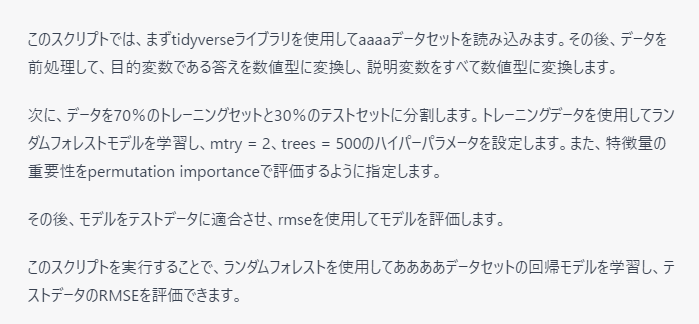 このスクリプトでは、まずtidyverseライブラリを使用してaaaaデータセットを読み込みます。その後、データを
前処理して、目的変数である答えを数値型に変換し、説明変数をすべて数値型に変換します。
次に、データを70％のトレーニングセットと30％のテストセットに分割します。トレーニングデータを使用してラン
ダムフォレストモデルを学習し、mtry = 2、trees = 500のハイパーパラメータを設定します。また、特徴量の
重要性をpermutation importanceで評価するように指定します。
その後、モデルをテストデータに適合させ、rmseを使用してモデルを評価します。
このスクリプトを実行することで、ランダムフォレストを使用してああああデータセットの回帰モデルを学習し、テ
ストデータのRMSEを評価できます。